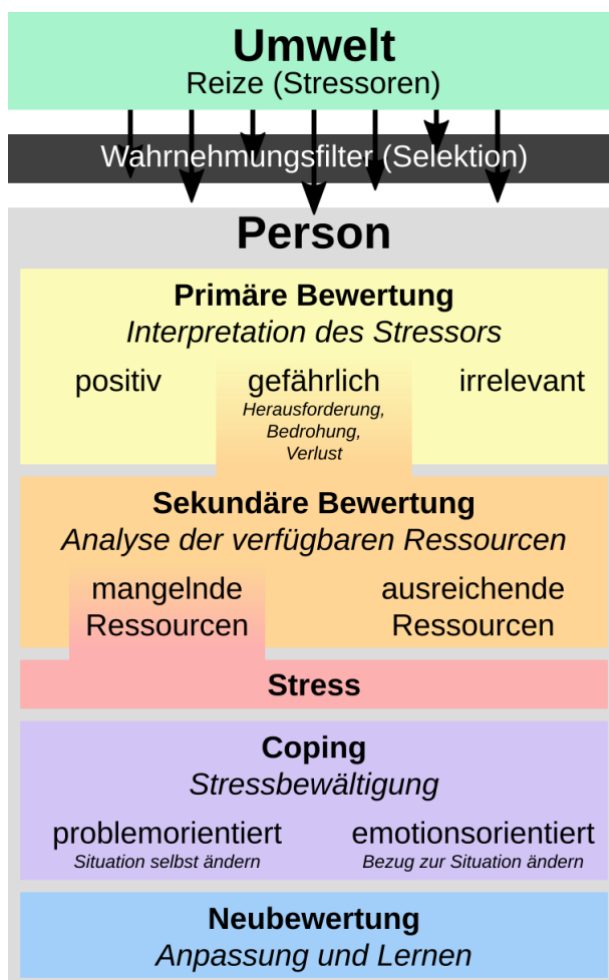 Umwelt
Reize (Stressoren)
Wahrnehmungsfilter (Selektion)
Person
Primäre Bewertung
Interpretation des Stressors
positiv gefährlich irrelevant
Herausforderung,
Bedrohung,
Verlust
Sekundäre Bewertung
Analyse der verfügbaren Ressourcen
mangelnde ausreichende
Ressourcen Ressourcen
Stress
Coping
Stressbewältigung
problemorientiert emotionsorientiert
Situation selbst ändern Bezug zur Situation ändern
Neubewertung
Anpassung und Lernen